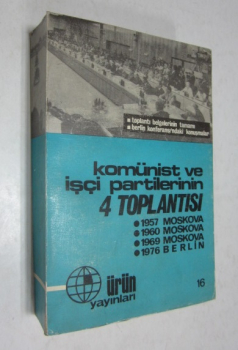 • toplantı belgelerinin tamamı
• berlin konferansındaki konuşmalar
komünist ve
işçi partilerinin
4 TOPLANTISI
• 1957 MOSKOVA
• 1960 MOSKOVA
• 1969 MOSKOVA
• 1976 BERLİN
ürün
yayınları
16